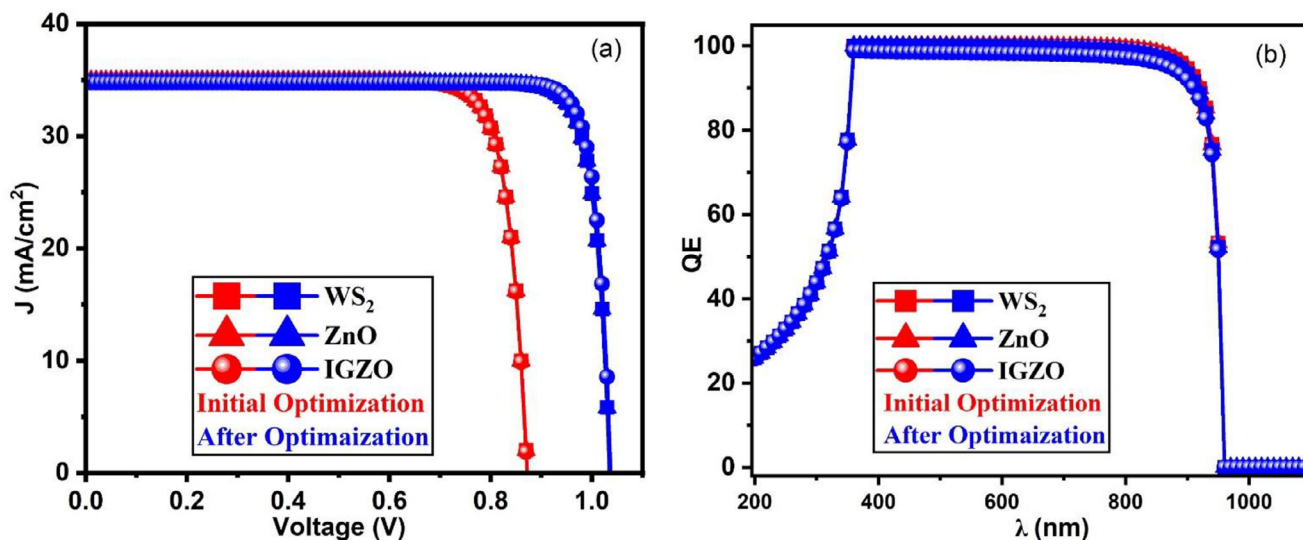 (a)
J (mA/cm²)
40
30
20
10
0
WS₂
ZnO
IGZO
Initial Optimization
After Optimaization
0.0 0.2 0.4 0.6 0.8 1.0
Voltage (V)
(b)
QE
100
80
60
40
20
0
WS₂
ZnO
IGZO
Initial Optimization
After Optimaization
200 400 600 800 1000
λ (nm)